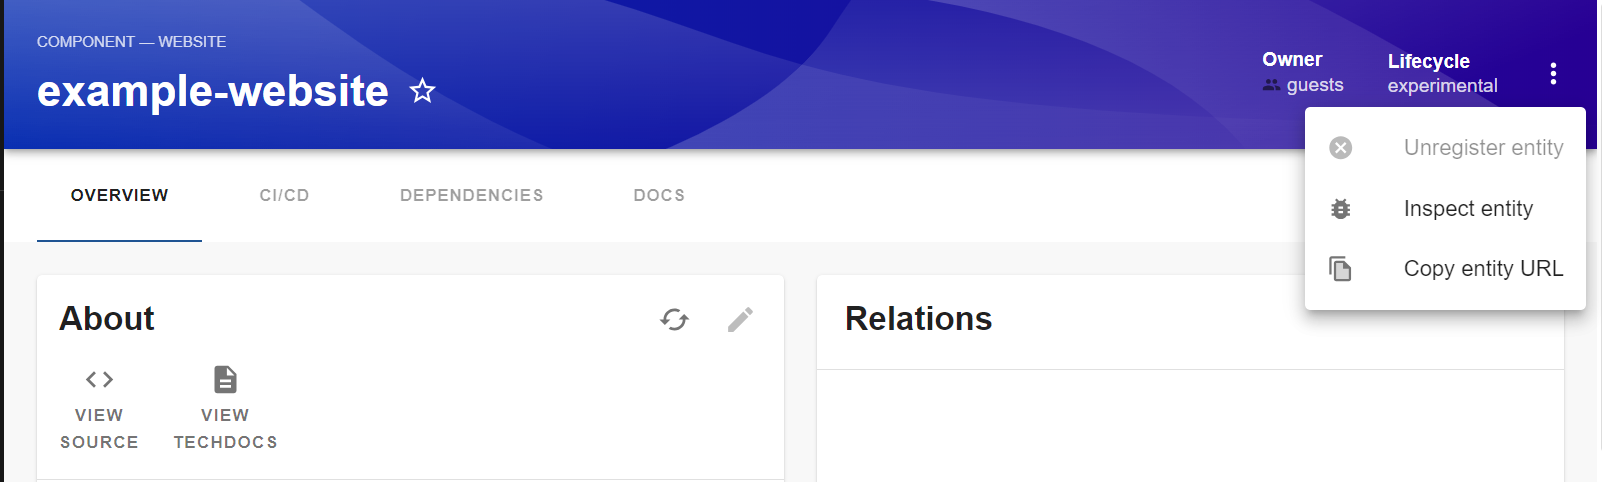 COMPONENT — WEBSITE
example-website
Owner
guests
Lifecycle
experimental
Unregister entity
Inspect entity
Copy entity URL
OVERVIEW
CI/CD
DEPENDENCIES
DOCS
About
VIEW
SOURCE
VIEW
TECHDOCS
Relations